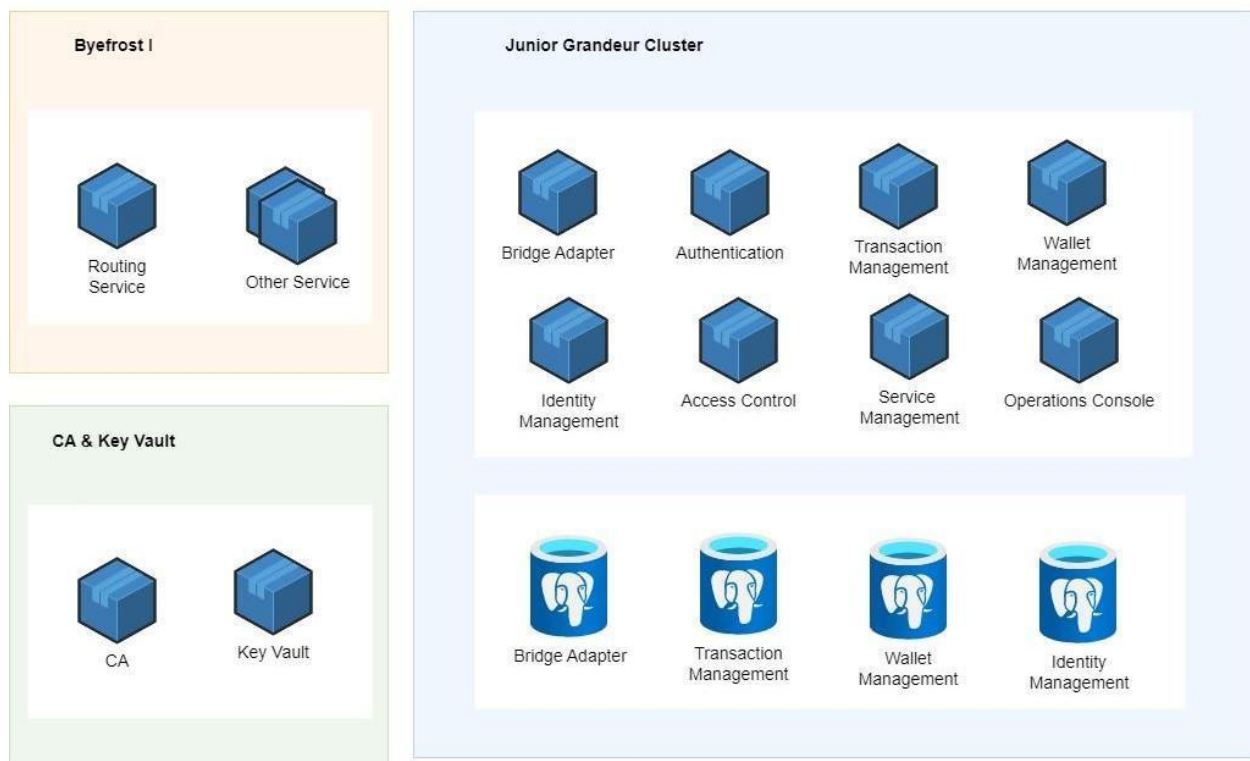 Byefrost I
Routing
Service
Other Service
CA & Key Vault
CA
Key Vault
Junior Grandeur Cluster
Bridge Adapter
Authentication
Transaction
Management
Wallet
Management
Identity
Management
Access Control
Service
Management
Operations Console
Bridge Adapter
Transaction
Management
Wallet
Management
Identity
Management